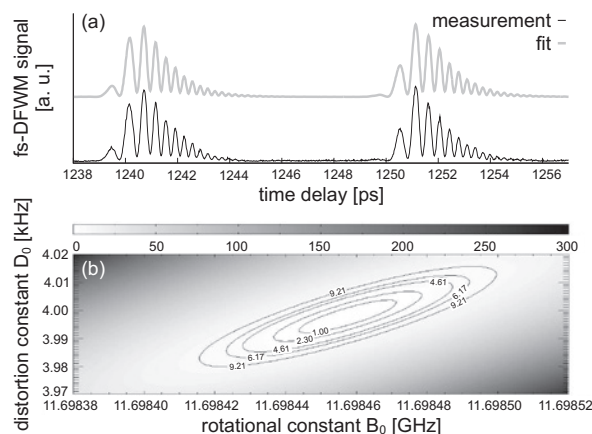 (a)
measurement
fit
fs-DFWM signal
[a. u.]
1238 1240 1242 1244 1246 1248 1250 1252 1254 1256
time delay [ps]
0 50 100 150 200 250 300
(b)
distortion constant D0 [kHz]
4.02
4.01
4.00
3.99
3.98
3.97
9.21
4.61
6.17
9.21
1.00
2.30
4.61
6.17
9.21
11.69838 11.69840 11.69842 11.69844 11.69846 11.69848 11.69850 11.69852
rotational constant B0 [GHz]